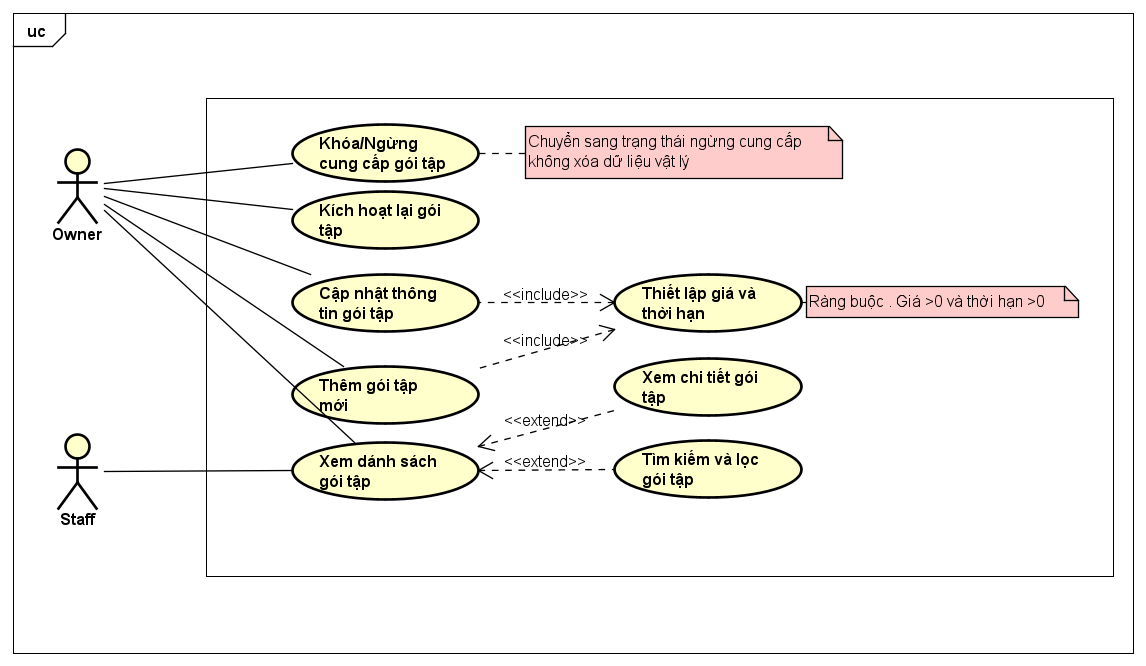 uc
Khóa/Ngừng
cung cấp gói tập
Chuyển sang trạng thái ngừng cung cấp
không xóa dữ liệu vật lý
Kích hoạt lại gói
tập
Owner
Cập nhật thông
tin gói tập
<<include>>
Thiết lập giá và
thời hạn
Ràng buộc . Giá >0 và thời hạn >0
<<include>>
Thêm gói tập
mới
Xem chi tiết gói
tập
<<extend>>
Xem dánh sách
gói tập
<<extend>>
Tìm kiếm và lọc
gói tập
Staff